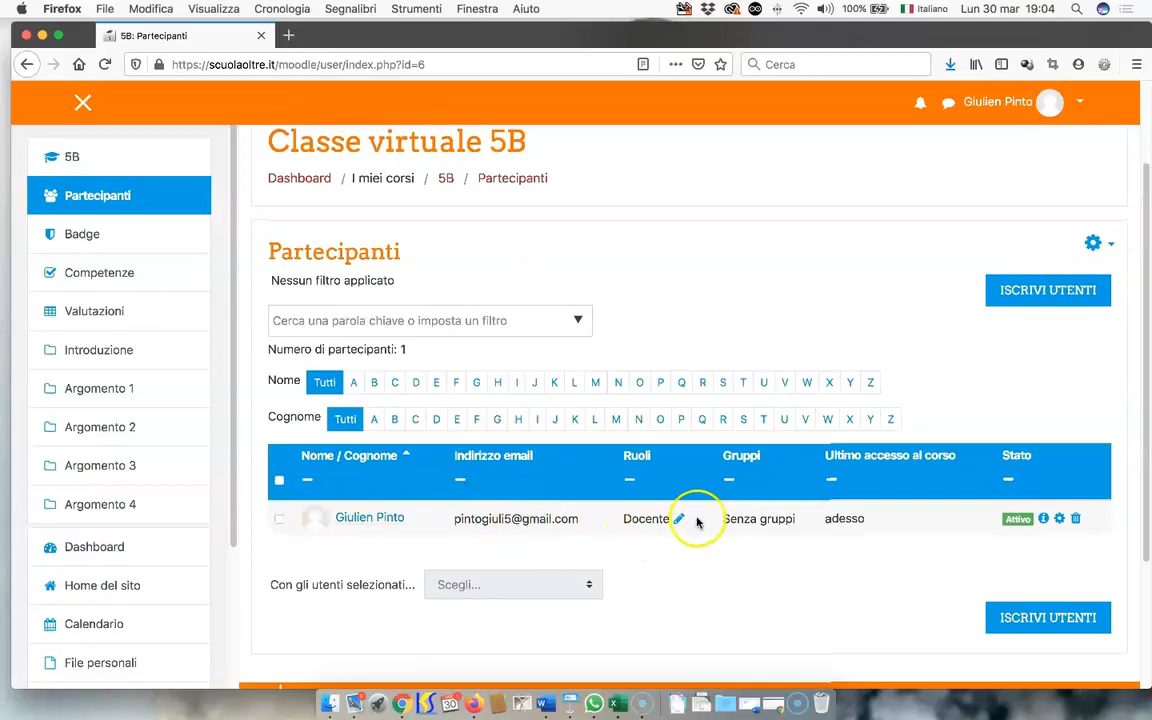 Firefox File Modifica Visualizza Cronologia Segnalibri Strumenti Finestra Aiuto 100% Italiano Lun 30 mar 19:04
5B: Partecipanti
https://scuolaoltre.it/moodle/user/index.php?id=6 Cerca
Giulien Pinto
5B
Partecipanti
Badge
Competenze
Valutazioni
Introduzione
Argomento 1
Argomento 2
Argomento 3
Argomento 4
Dashboard
Home del sito
Calendario
File personali
Classe virtuale 5B
Dashboard / I miei corsi / 5B / Partecipanti
Partecipanti
Nessun filtro applicato
ISCRIVI UTENTI
Cerca una parola chiave o imposta un filtro
Numero di partecipanti: 1
Nome Tutti A B C D E F G H I J K L M N O P Q R S T U V W X Y Z
Cognome Tutti A B C D E F G H I J K L M N O P Q R S T U V W X Y Z
Nome / Cognome Indirizzo email Ruoli Gruppi Ultimo accesso al corso Stato
Giulien Pinto pintogiuli5@gmail.com Docente Senza gruppi adesso Attivo
Con gli utenti selezionati... Scegli...
ISCRIVI UTENTI